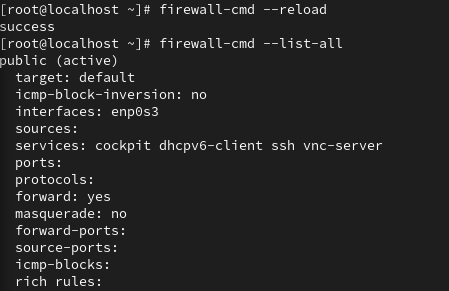 [root@localhost ~]# firewall-cmd --reload
success
[root@localhost ~]# firewall-cmd --list-all
public (active)
  target: default
  icmp-block-inversion: no
  interfaces: enp0s3
  sources:
  services: cockpit dhcpv6-client ssh vnc-server
  ports:
  protocols:
  forward: yes
  masquerade: no
  forward-ports:
  source-ports:
  icmp-blocks:
  rich rules: